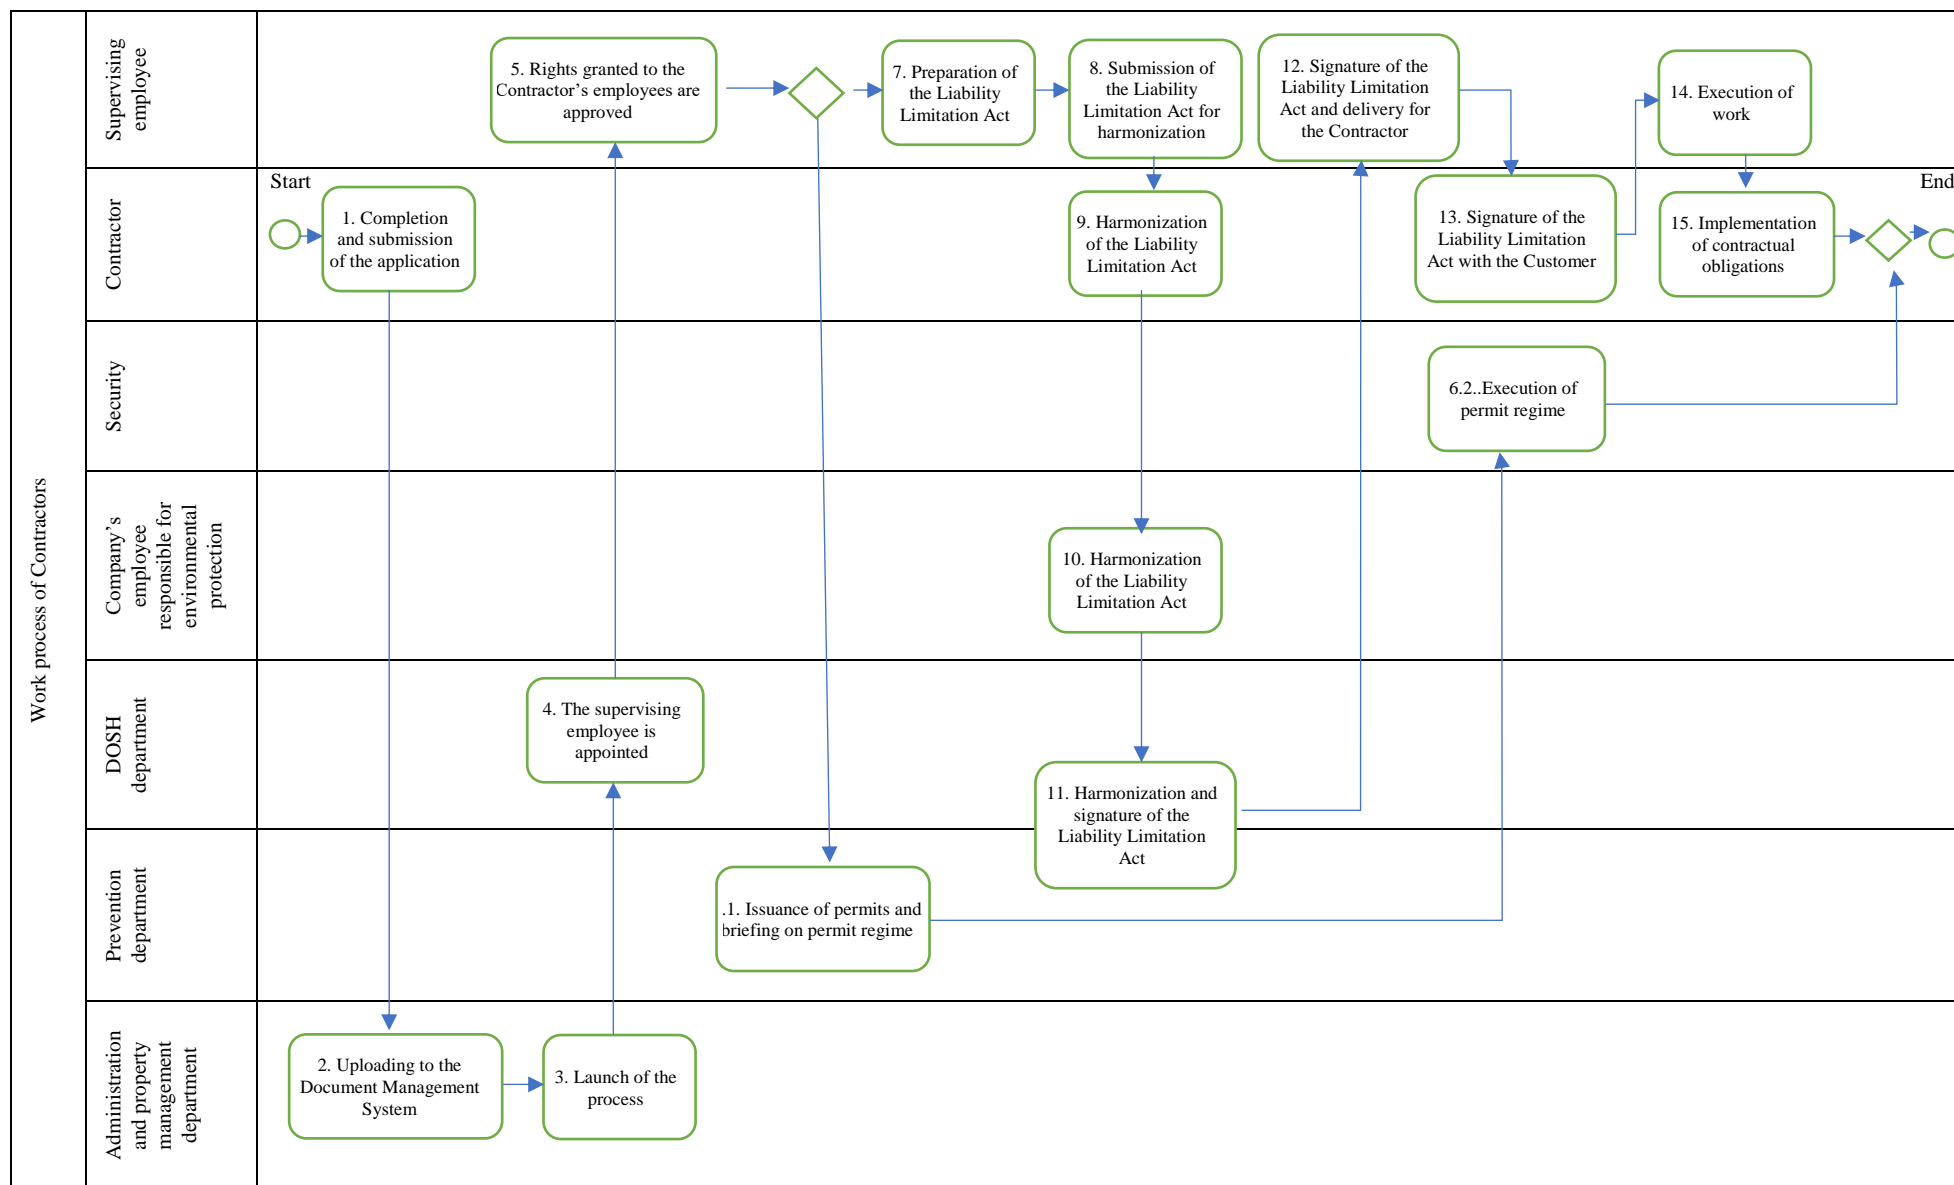 Work process of Contractors
Supervising
employee
5. Rights granted to the
Contractor's employees are
approved
7. Preparation of
the Liability
Limitation Act
8. Submission of
the Liability
Limitation Act for
harmonization
12. Signature of the
Liability Limitation
Act and delivery for
the Contractor
14. Execution of
work
Contractor
Start
1. Completion
and submission
of the application
9. Harmonization
of the Liability
Limitation Act
13. Signature of the
Liability Limitation
Act with the Customer
15. Implementation
of contractual
obligations
End
Security
6.2..Execution of
permit regime
Company's
employee
responsible for
environmental
protection
10. Harmonization
of the Liability
Limitation Act
DOSH
department
4. The supervising
employee is
appointed
11. Harmonization and
signature of the
Liability Limitation
Act
Prevention
department
.1. Issuance of permits and
briefing on permit regime
Administration
and property
management
department
2. Uploading to the
Document Management
System
3. Launch of the
process